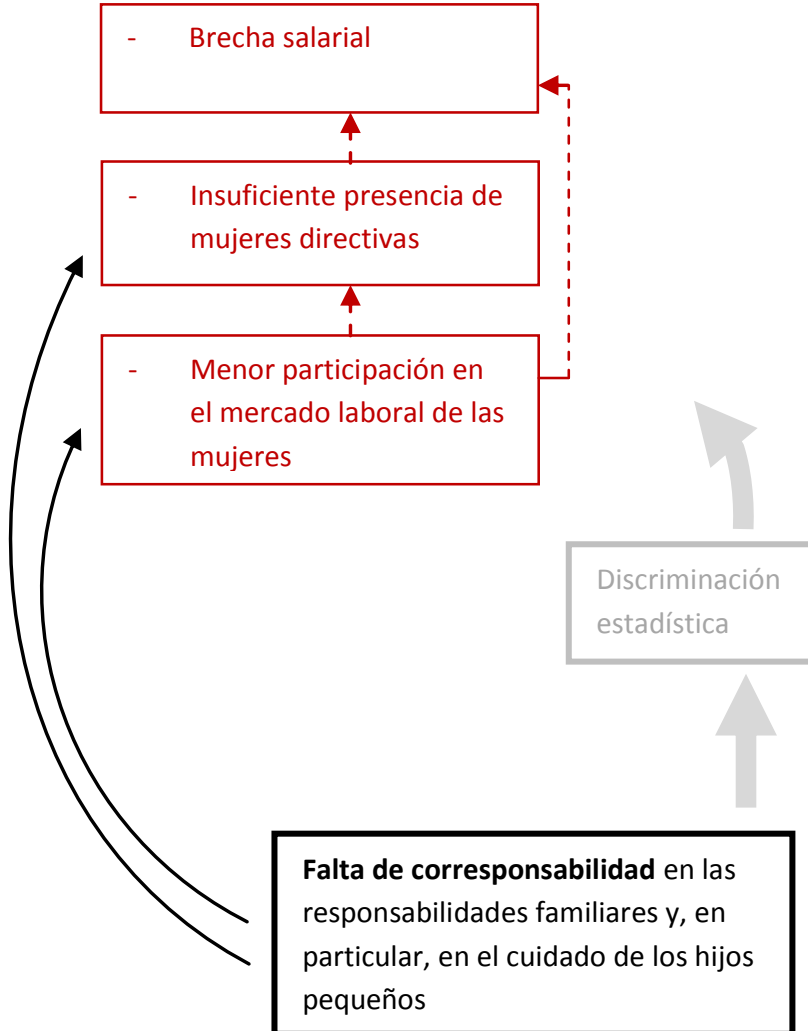 - Brecha salarial
- Insuficiente presencia de
mujeres directivas
- Menor participación en
el mercado laboral de las
mujeres
Discriminación
estadística
Falta de corresponsabilidad en las
responsabilidades familiares y, en
particular, en el cuidado de los hijos
pequeños